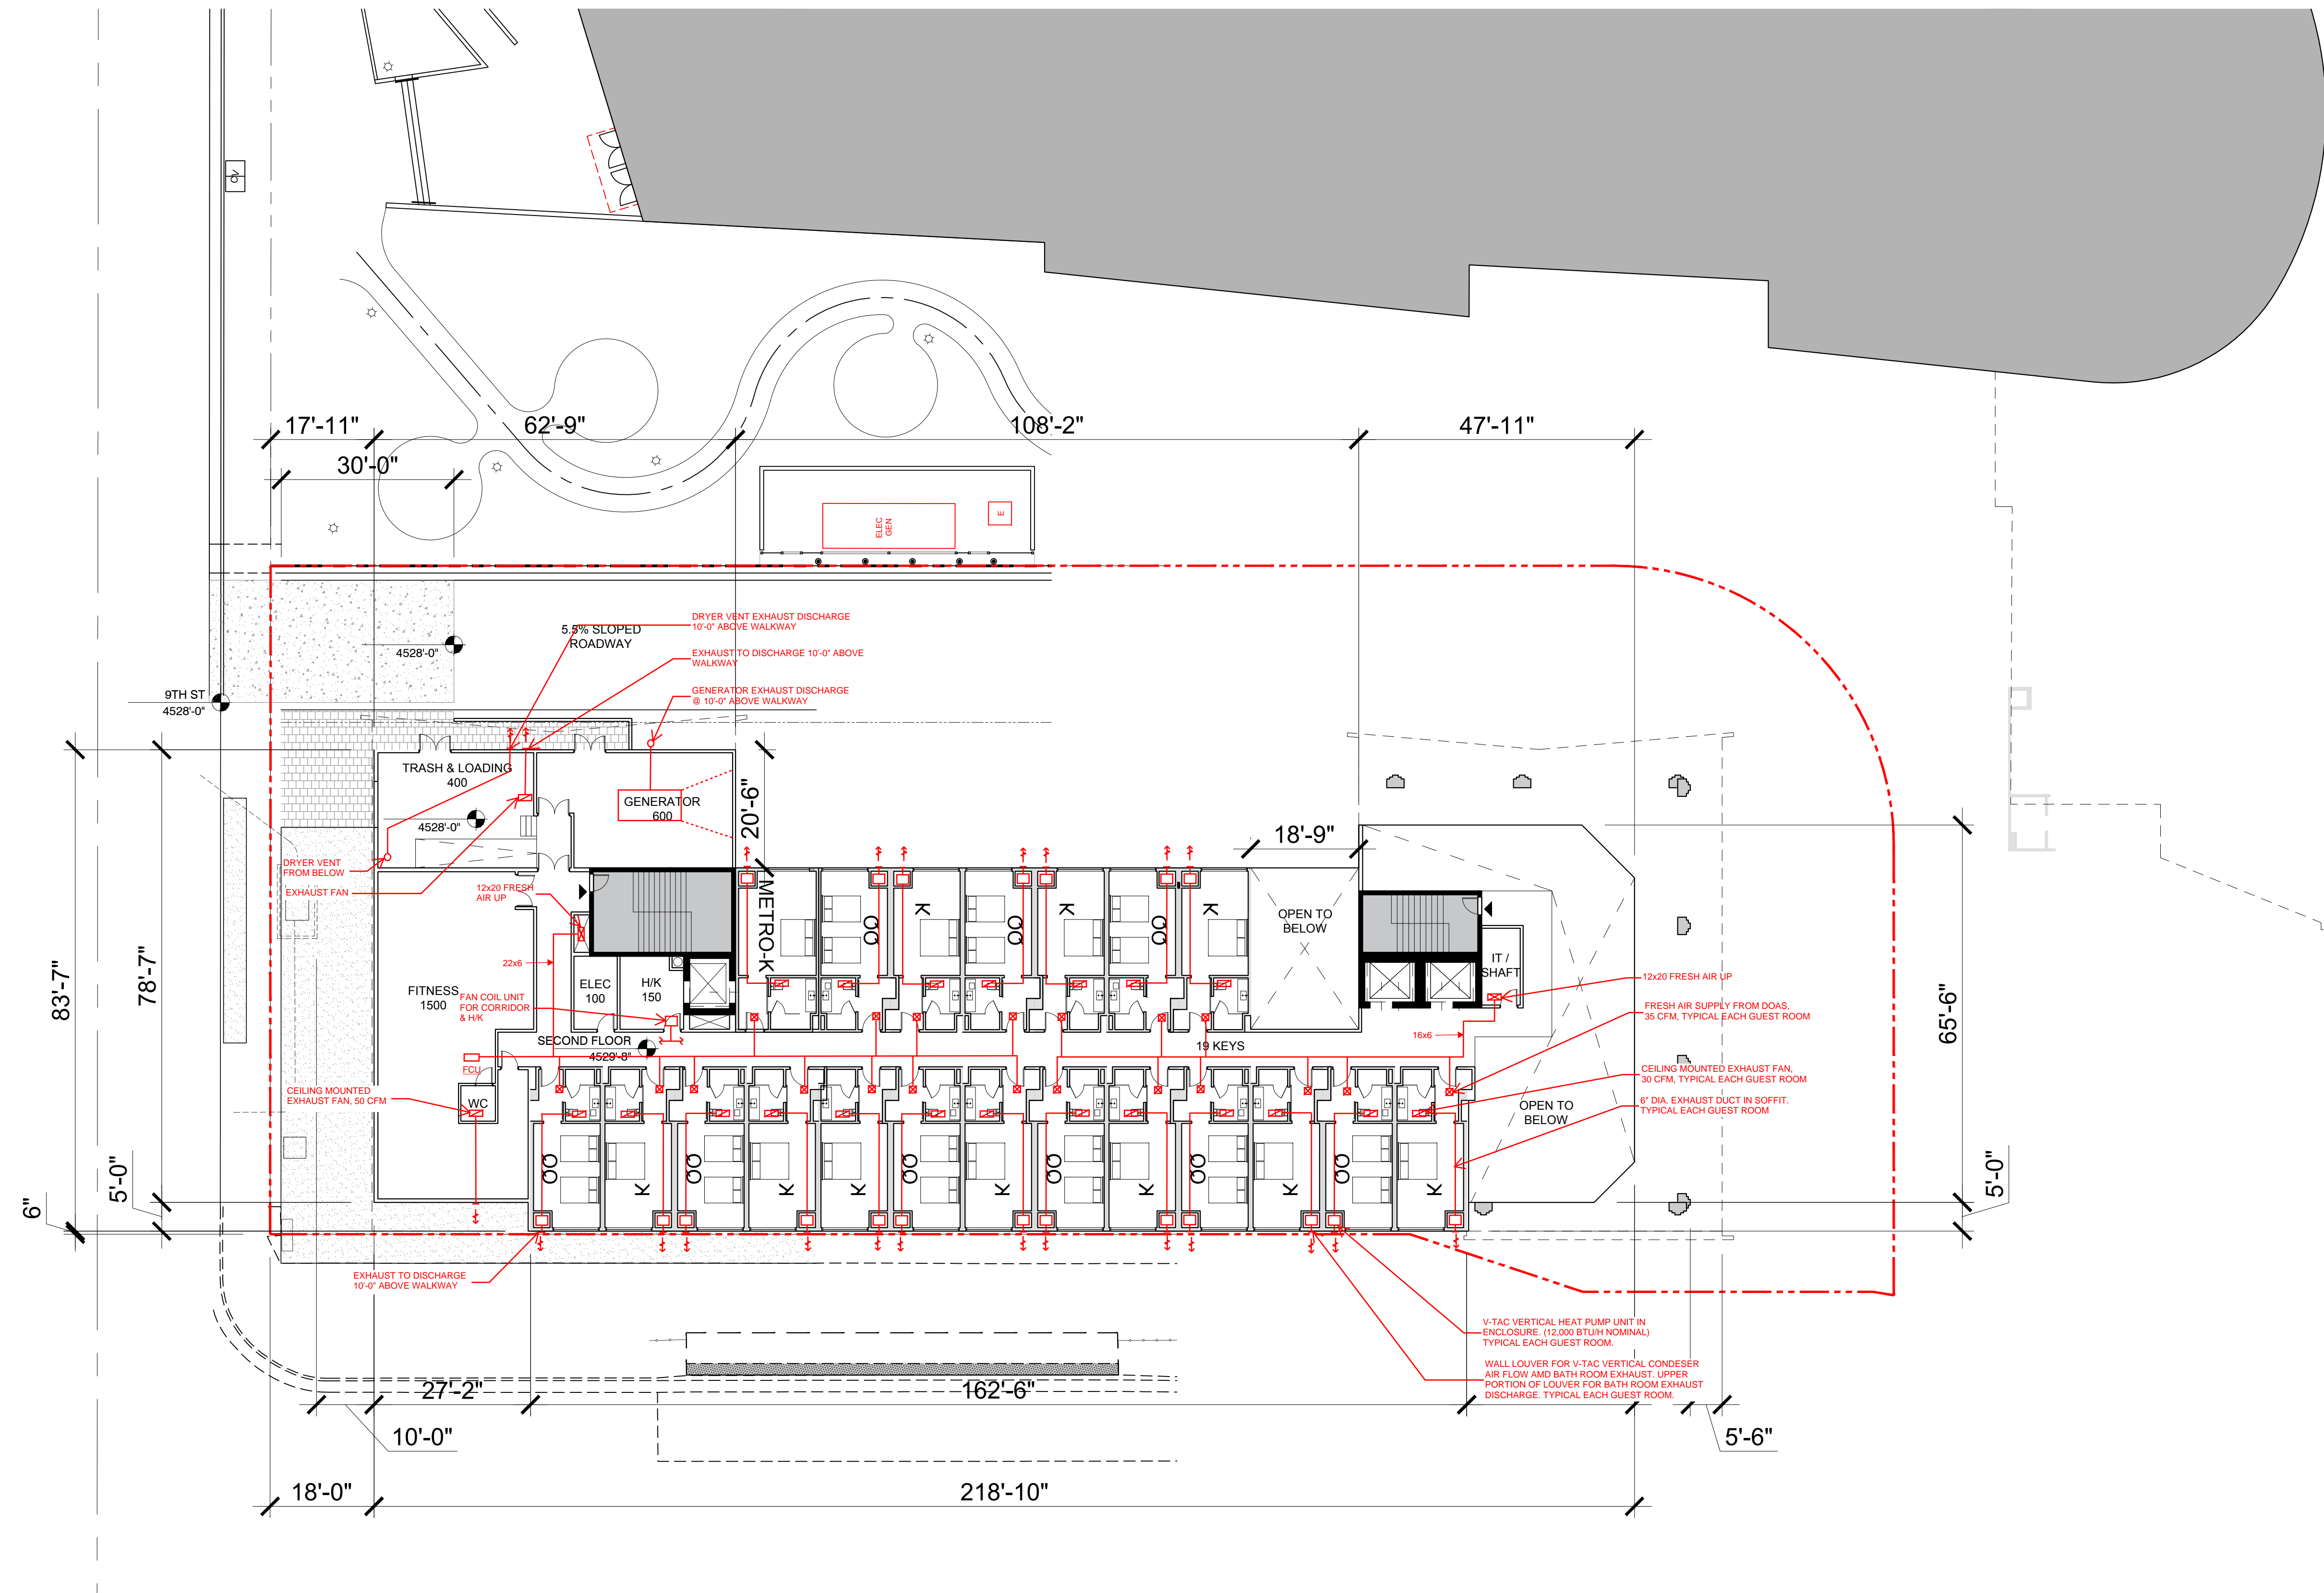 CV
17'-11"
62'-9"
108'-2"
47'-11"
30'-0"
ELEC
GEN
E
DRYER VENT EXHAUST DISCHARGE
10'-0" ABOVE WALKWAY
5.5% SLOPED
ROADWAY
4528'-0"
EXHAUST TO DISCHARGE 10'-0" ABOVE
WALKWAY
9TH ST
4528'-0"
GENERATOR EXHAUST DISCHARGE
@ 10'-0" ABOVE WALKWAY
TRASH & LOADING
400
GENERATOR
600
20'-6"
4528'-0"
18'-9"
DRYER VENT
FROM BELOW
EXHAUST FAN
12x20 FRESH
AIR UP
METRO-K
QQ
K
QQ
K
QQ
K
OPEN TO
BELOW
IT /
SHAFT
22x6
FITNESS
1500
FAN COIL UNIT
FOR CORRIDOR
& H/K
ELEC
100
H/K
150
12x20 FRESH AIR UP
83'-7"
78'-7"
65'-6"
FRESH AIR SUPPLY FROM DOAS,
35 CFM, TYPICAL EACH GUEST ROOM
SECOND FLOOR
4529'-8"
19 KEYS
16x6
FCU
CEILING MOUNTED
EXHAUST FAN, 50 CFM
WC
CEILING MOUNTED EXHAUST FAN,
30 CFM, TYPICAL EACH GUEST ROOM
OPEN TO
BELOW
6" DIA. EXHAUST DUCT IN SOFFIT.
TYPICAL EACH GUEST ROOM
QQ
K
QQ
K
K
QQ
K
QQ
K
QQ
K
QQ
K
6"
5'-0"
5'-0"
EXHAUST TO DISCHARGE
10'-0" ABOVE WALKWAY
V-TAC VERTICAL HEAT PUMP UNIT IN
ENCLOSURE. (12,000 BTU/H NOMINAL)
TYPICAL EACH GUEST ROOM.
WALL LOUVER FOR V-TAC VERTICAL CONDESER
AIR FLOW AMD BATH ROOM EXHAUST. UPPER
PORTION OF LOUVER FOR BATH ROOM EXHAUST
DISCHARGE. TYPICAL EACH GUEST ROOM.
27'-2"
162'-6"
10'-0"
5'-6"
18'-0"
218'-10"